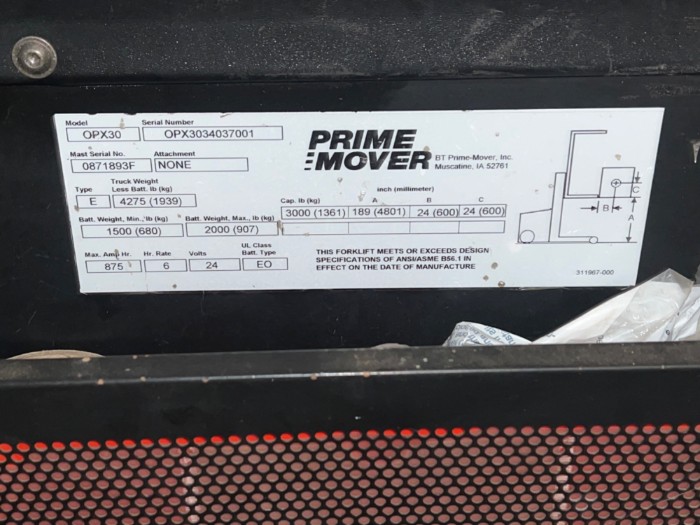 Model Serial Number
OPX30 OPX3034037001
Mast Serial No. Attachment
0871893F NONE
Truck Weight
Type Less Batt. lb (kg)
E 4275 (1939)
Batt. Weight, Min., lb (kg) Batt. Weight, Max., lb (kg)
1500 (680) 2000 (907)
UL Class
Max. Amp Hr. Hr. Rate Volts Batt. Type
875 6 24 EO
PRIME
MOVER
BT Prime-Mover, Inc.
Muscatine, IA 52761
inch (millimeter)
Cap. lb (kg) A B C
3000 (1361) 189 (4801) 24 (600) 24 (600)
THIS FORKLIFT MEETS OR EXCEEDS DESIGN
SPECIFICATIONS OF ANSI/ASME B56.1 IN
EFFECT ON THE DATE OF MANUFACTURE
C
B
A
311967-000